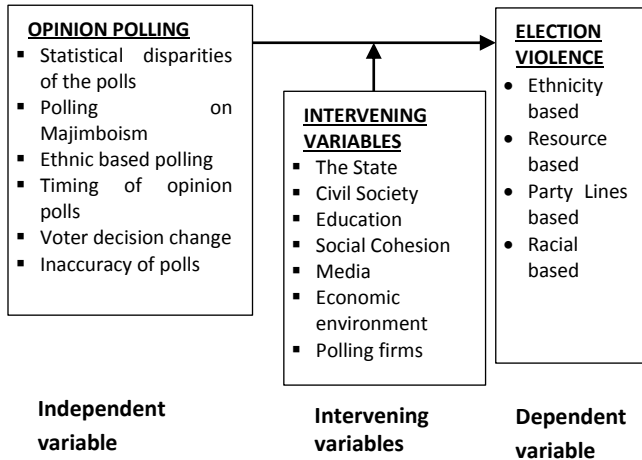 OPINION POLLING
▪ Statistical disparities
of the polls
▪ Polling on
Majimboism
▪ Ethnic based polling
▪ Timing of opinion
polls
▪ Voter decision change
▪ Inaccuracy of polls
INTERVENING
VARIABLES
▪ The State
▪ Civil Society
▪ Education
▪ Social Cohesion
▪ Media
▪ Economic
environment
▪ Polling firms
ELECTION
VIOLENCE
• Ethnicity
based
• Resource
based
• Party Lines
based
• Racial
based
Independent
variable
Intervening
variables
Dependent
variable